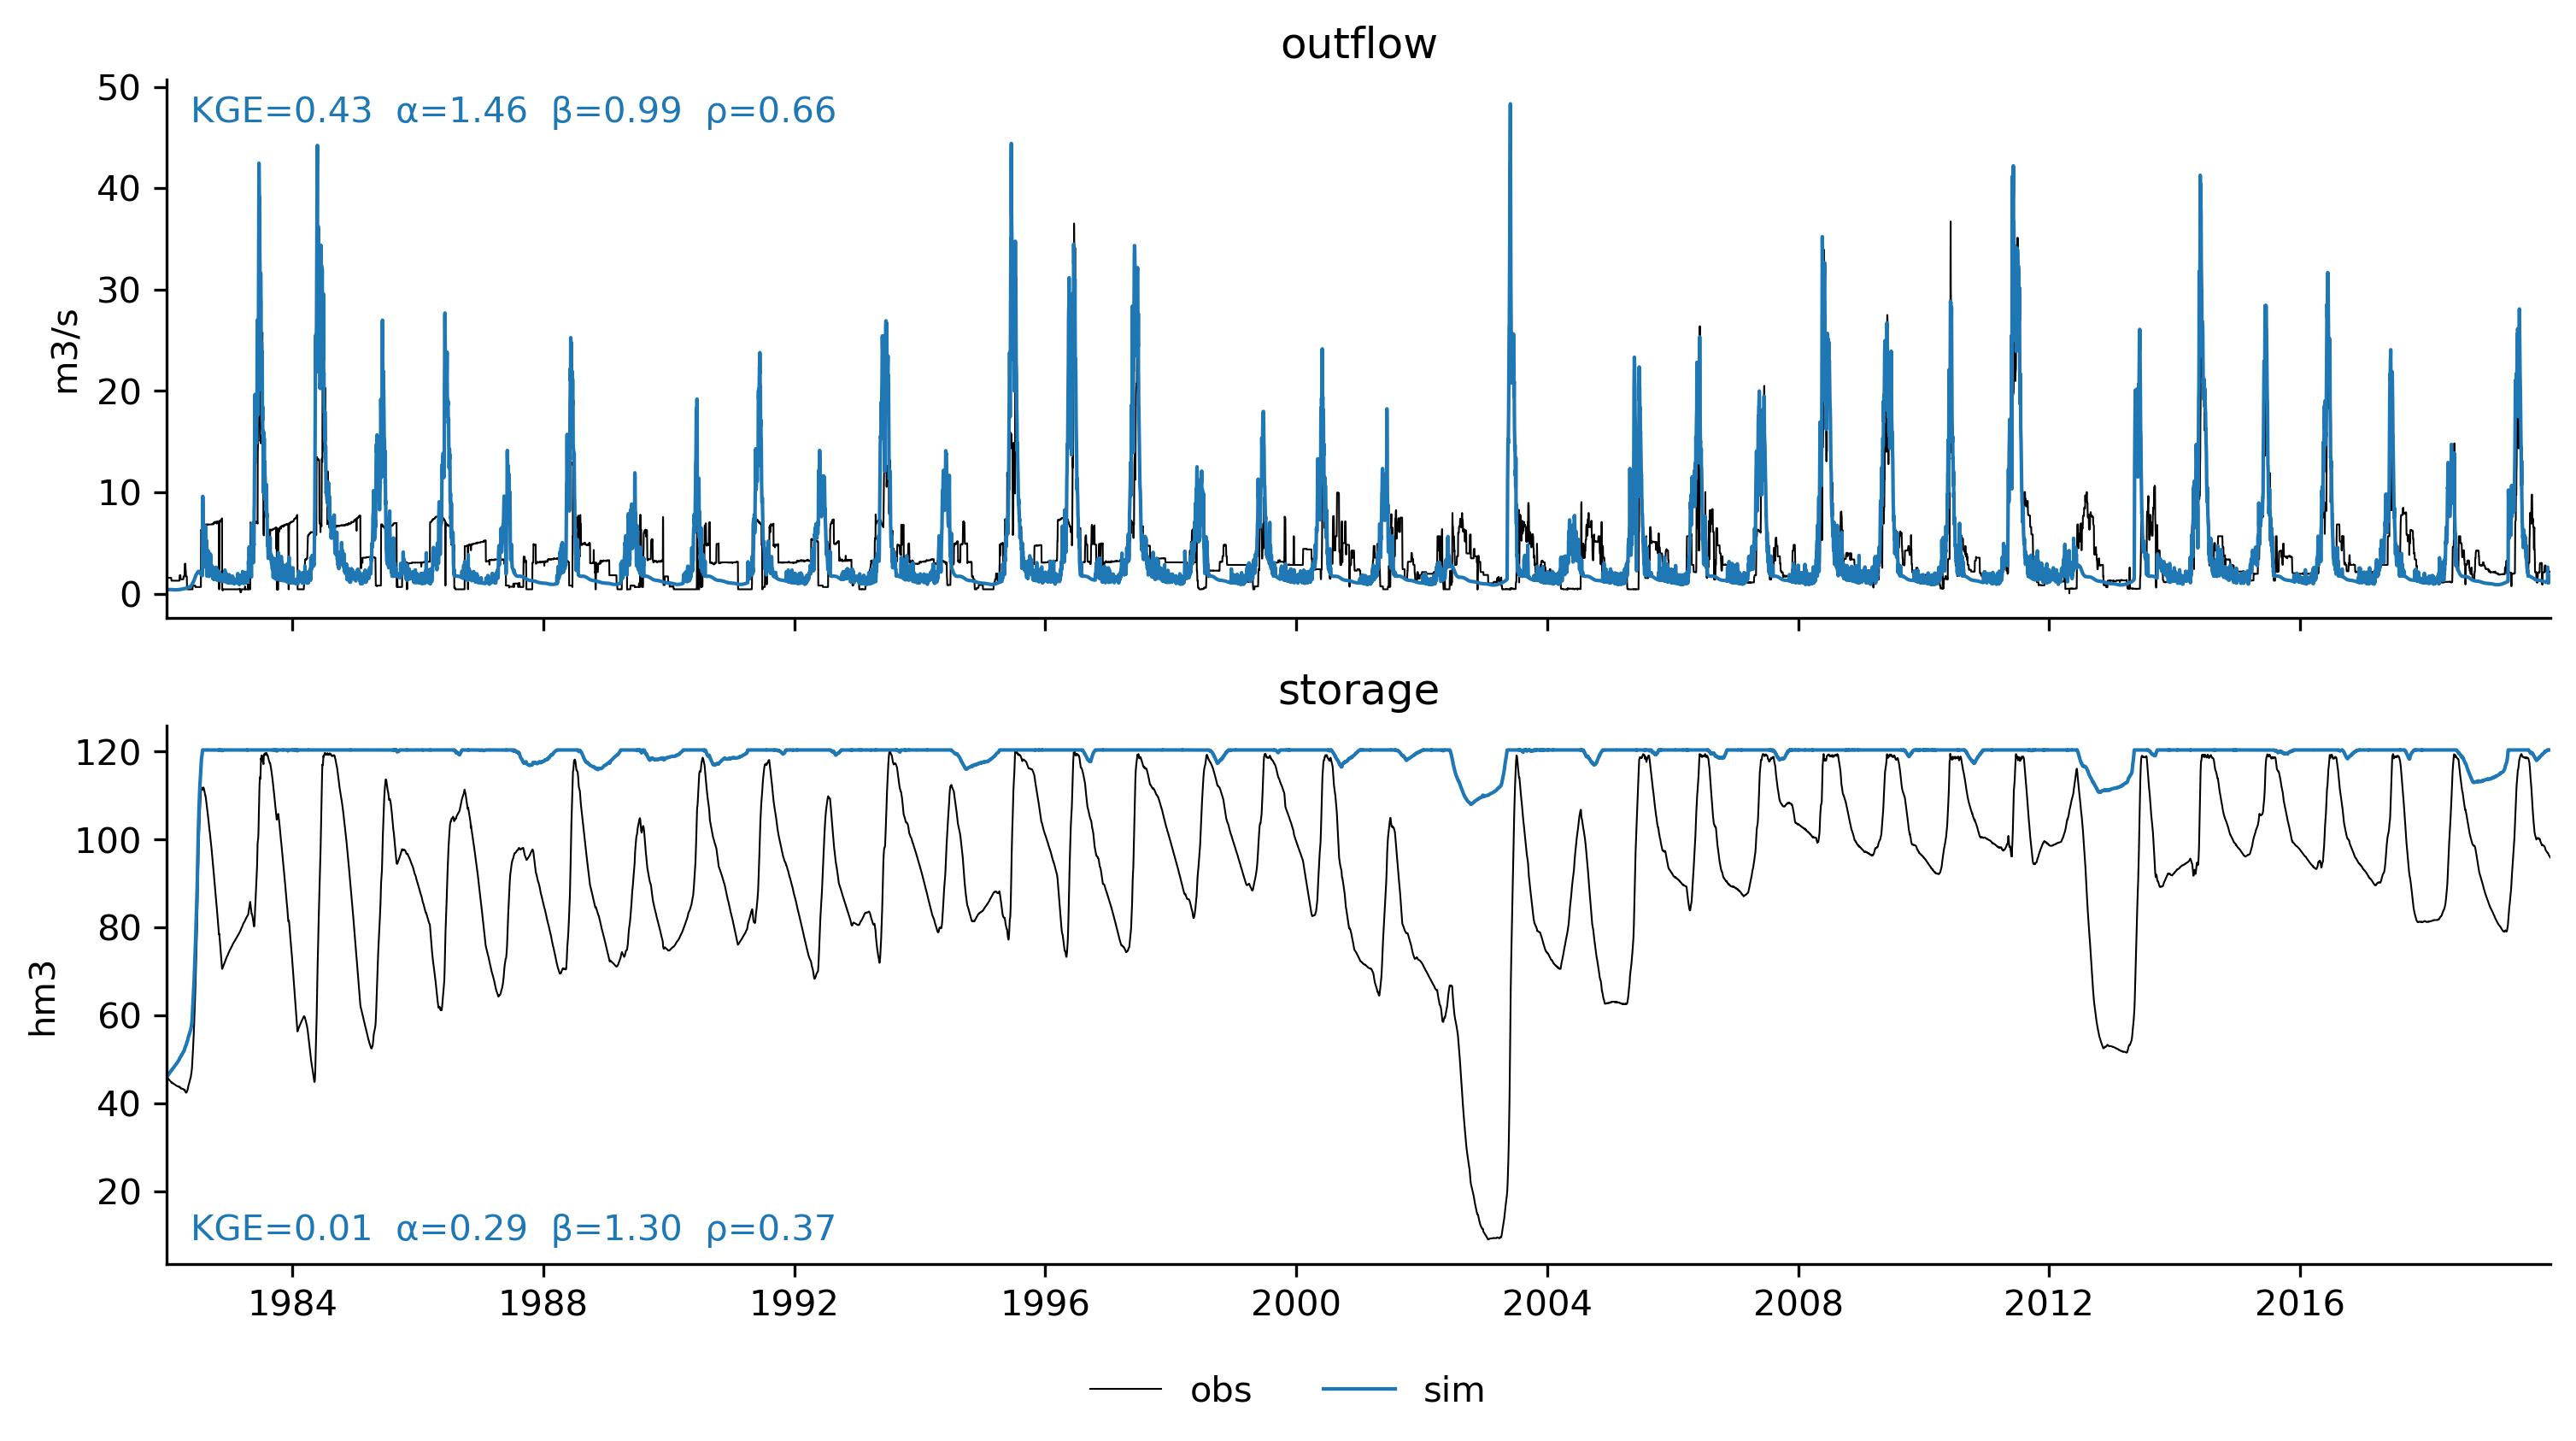 outflow
50
KGE=0.43 α=1.46 β=0.99 ρ=0.66
40
30
m3/s
20
10
0
storage
120
100
80
hm3
60
40
20
KGE=0.01 α=0.29 β=1.30 ρ=0.37
1984 1988 1992 1996 2000 2004 2008 2012 2016
obs sim